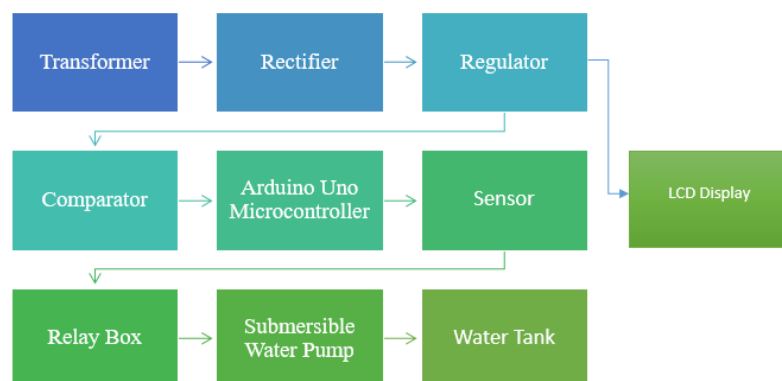 Transformer
Rectifier
Regulator
Comparator
Arduino Uno
Microcontroller
Sensor
LCD Display
Relay Box
Submersible
Water Pump
Water Tank